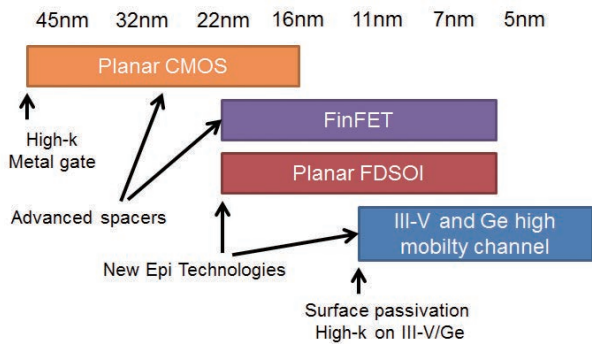 45nm 32nm 22nm 16nm 11nm 7nm 5nm
Planar CMOS
High-k
Metal gate
FinFET
Planar FDSOI
Advanced spacers
III-V and Ge high
mobilty channel
New Epi Technologies
Surface passivation
High-k on III-V/Ge